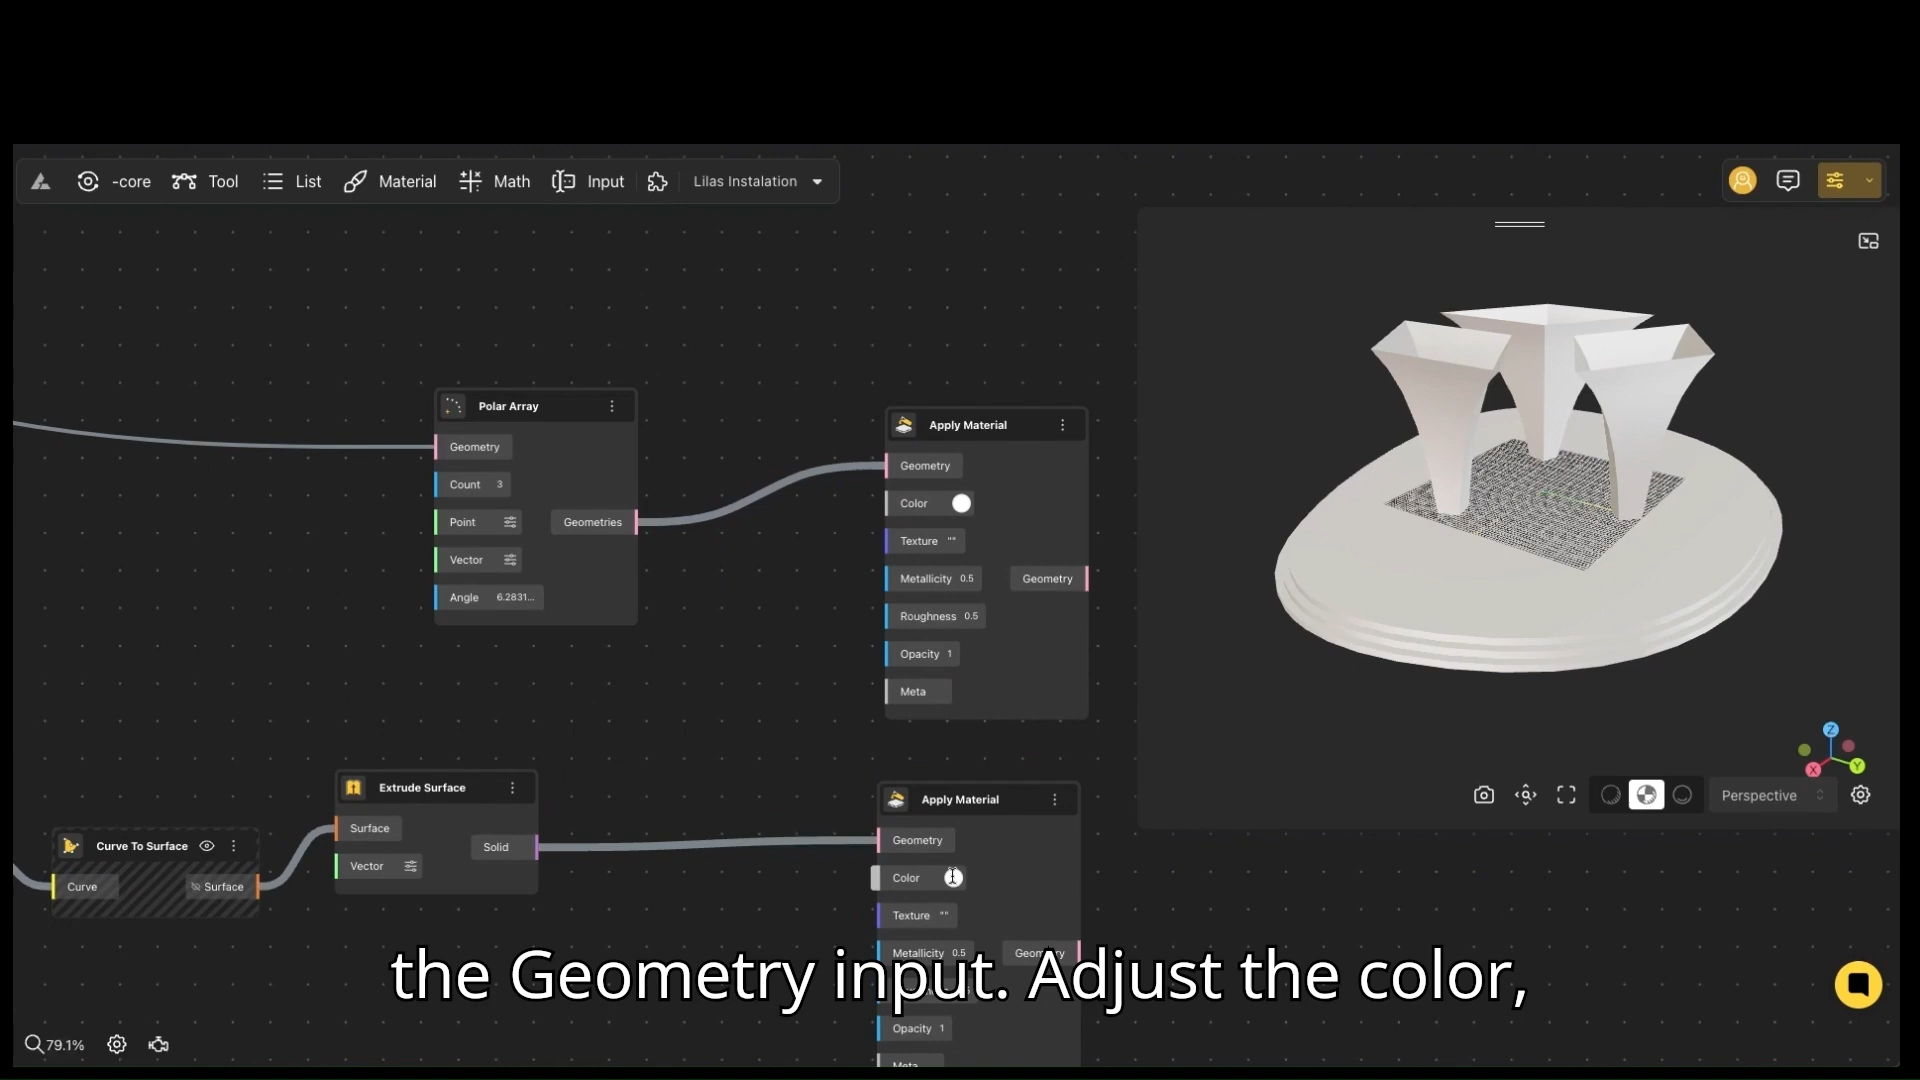 -core Tool List Material Math Input Lilas Instalation
Polar Array
Geometry
Count 3
Point Geometries
Vector
Angle 6.2831...
Apply Material
Geometry
Color
Texture ""
Metallicity 0.5 Geometry
Roughness 0.5
Opacity 1
Meta
Z
X Y
Perspective
Extrude Surface
Surface
Solid
Vector
Curve To Surface
Curve Surface
Apply Material
Geometry
Color
Texture ""
Metallicity 0.5 Geometry
Opacity 1
Meta
the Geometry input. Adjust the color,
79.1%